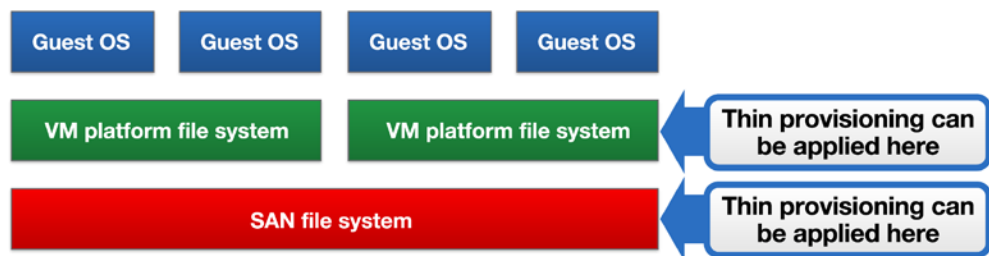 Guest OS
Guest OS
Guest OS
Guest OS
VM platform file system
VM platform file system
Thin provisioning can
be applied here
SAN file system
Thin provisioning can
be applied here